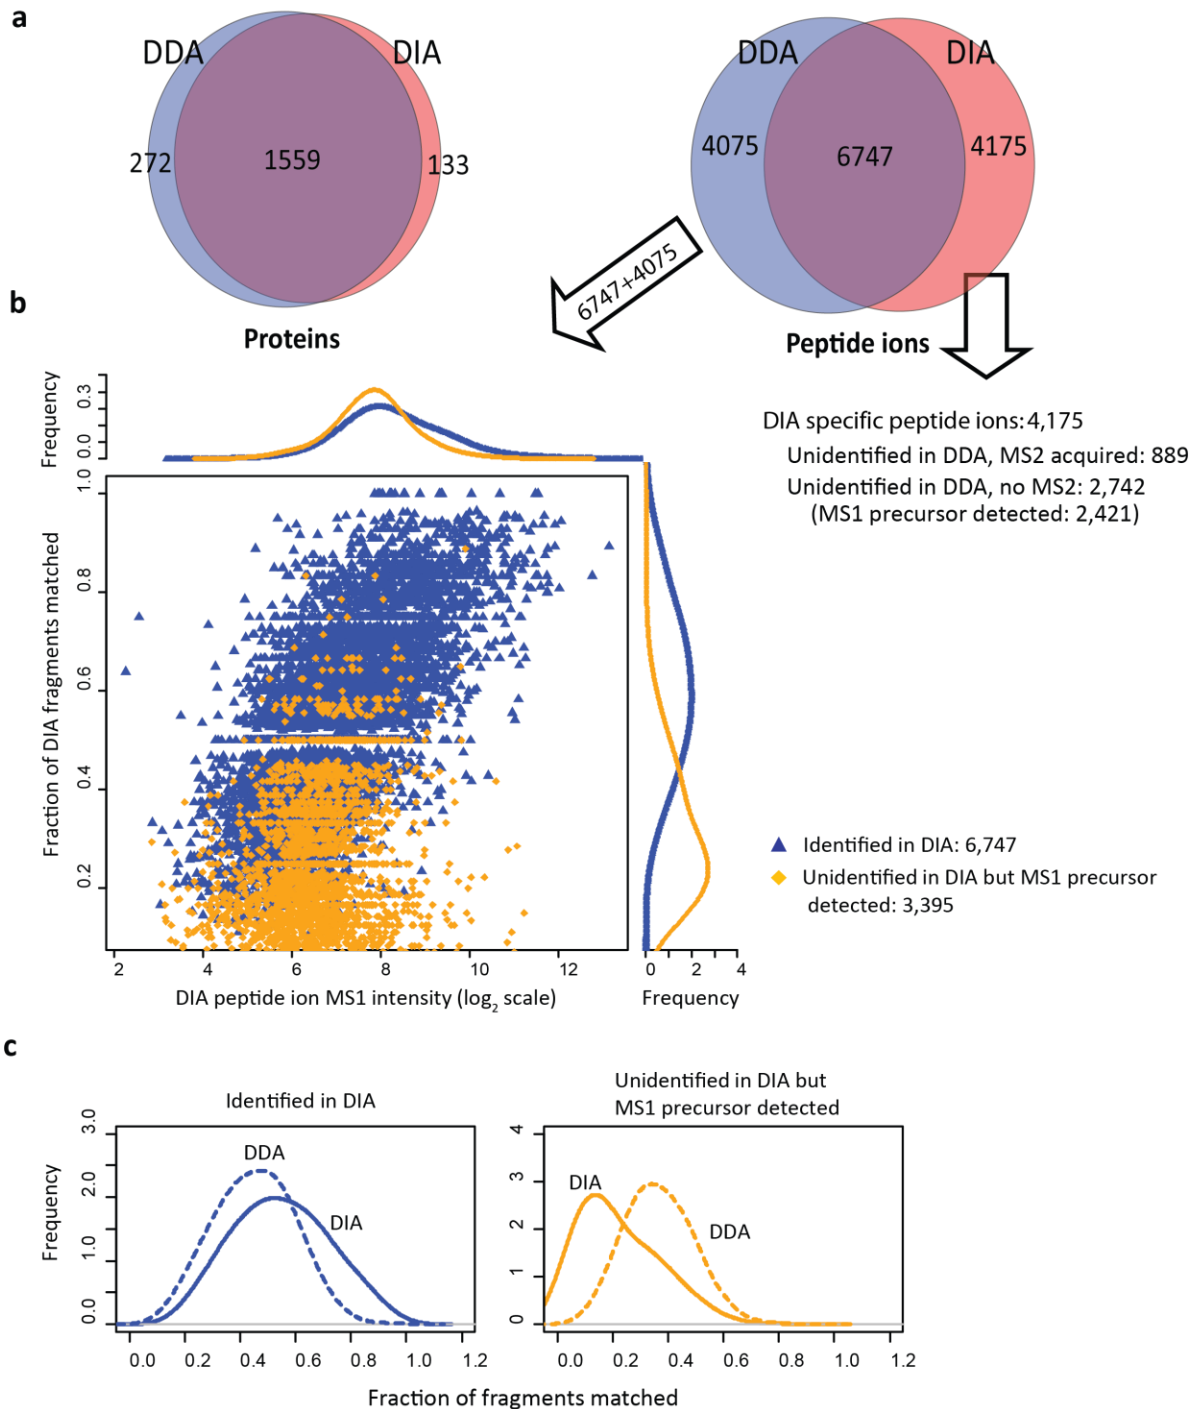 a
DDA
DIA
272
1559
133
Proteins
DDA
DIA
4075
6747
4175
Peptide ions
6747+4075
DIA specific peptide ions: 4,175
Unidentified in DDA, MS2 acquired: 889
Unidentified in DDA, no MS2: 2,742
(MS1 precursor detected: 2,421)
b
Frequency
0.0
0.3
Fraction of DIA fragments matched
1.0
0.8
0.6
0.4
0.2
2
4
6
8
10
12
DIA peptide ion MS1 intensity (log2 scale)
0
2
4
Frequency
Identified in DIA: 6,747
Unidentified in DIA but MS1 precursor
detected: 3,395
c
Identified in DIA
Frequency
3.0
2.0
1.0
0.0
DDA
DIA
0.0
0.2
0.4
0.6
0.8
1.0
1.2
Unidentified in DIA but
MS1 precursor detected
4
3
2
1
0
DIA
DDA
0.0
0.2
0.4
0.6
0.8
1.0
1.2
Fraction of fragments matched